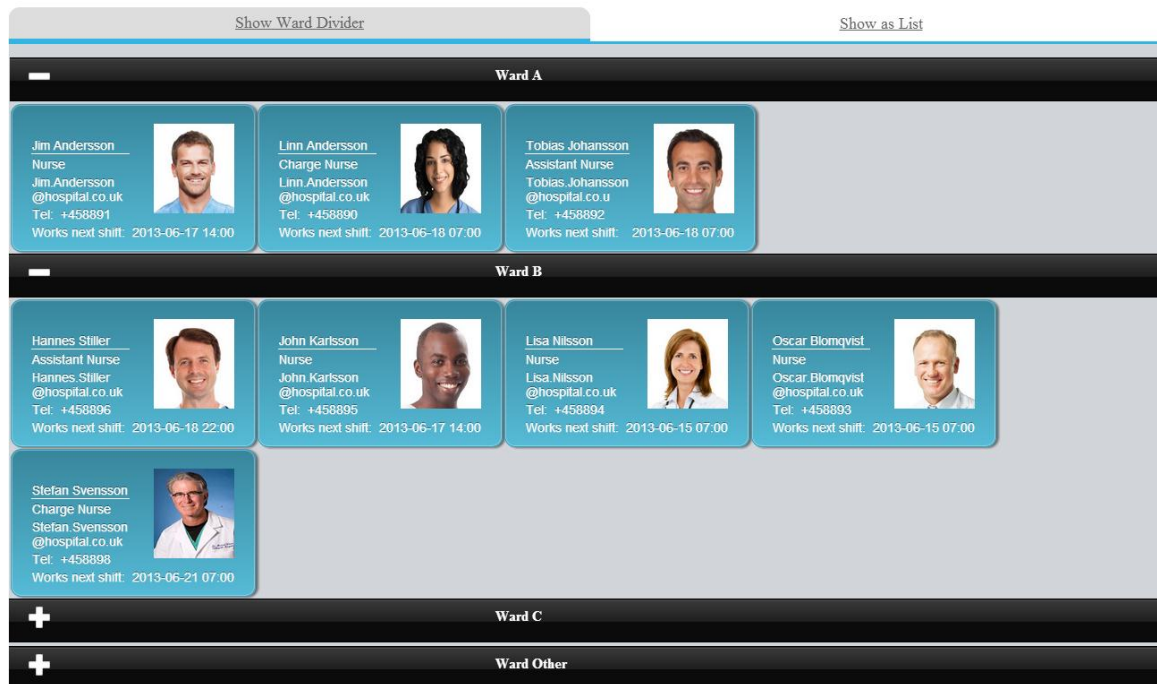 Show Ward Divider
Show as List
Ward A
Jim Andersson
Nurse
Jim.Andersson
@hospital.co.uk
Tel: +458891
Works next shift: 2013-06-17 14:00
Linn Andersson
Charge Nurse
Linn.Andersson
@hospital.co.uk
Tel: +458890
Works next shift: 2013-06-18 07:00
Tobias Johansson
Assistant Nurse
Tobias.Johansson
@hospital.co.u
Tel: +458892
Works next shift: 2013-06-18 07:00
Ward B
Hannes Stiller
Assistant Nurse
Hannes.Stiller
@hospital.co.uk
Tel: +458896
Works next shift: 2013-06-18 22:00
John Karlsson
Nurse
John.Karlsson
@hospital.co.uk
Tel: +458895
Works next shift: 2013-06-17 14:00
Lisa Nilsson
Nurse
Lisa.Nilsson
@hospital.co.uk
Tel: +458894
Works next shift: 2013-06-15 07:00
Oscar Blomqvist
Nurse
Oscar.Blomqvist
@hospital.co.uk
Tel: +458893
Works next shift: 2013-06-15 07:00
Stefan Svensson
Charge Nurse
Stefan.Svensson
@hospital.co.uk
Tel: +458898
Works next shift: 2013-06-21 07:00
Ward C
Ward Other